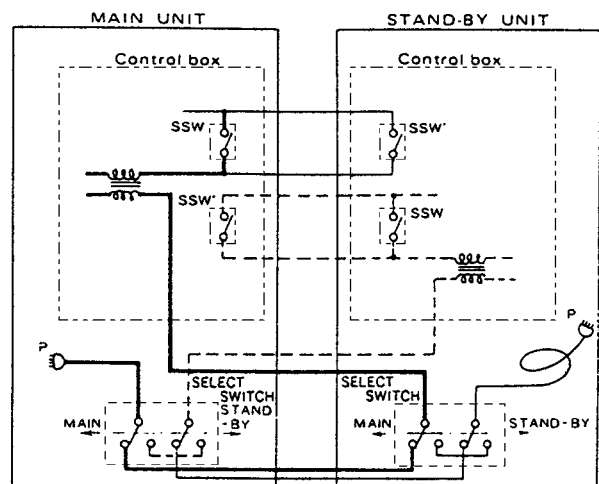 MAIN UNIT
STAND-BY UNIT
Control box
Control box
SSW
SSW'
SSW'
SSW
P
P
SELECT
SWITCH
STAND
-BY
SELECT
SWITCH
MAIN
MAIN
STAND-BY